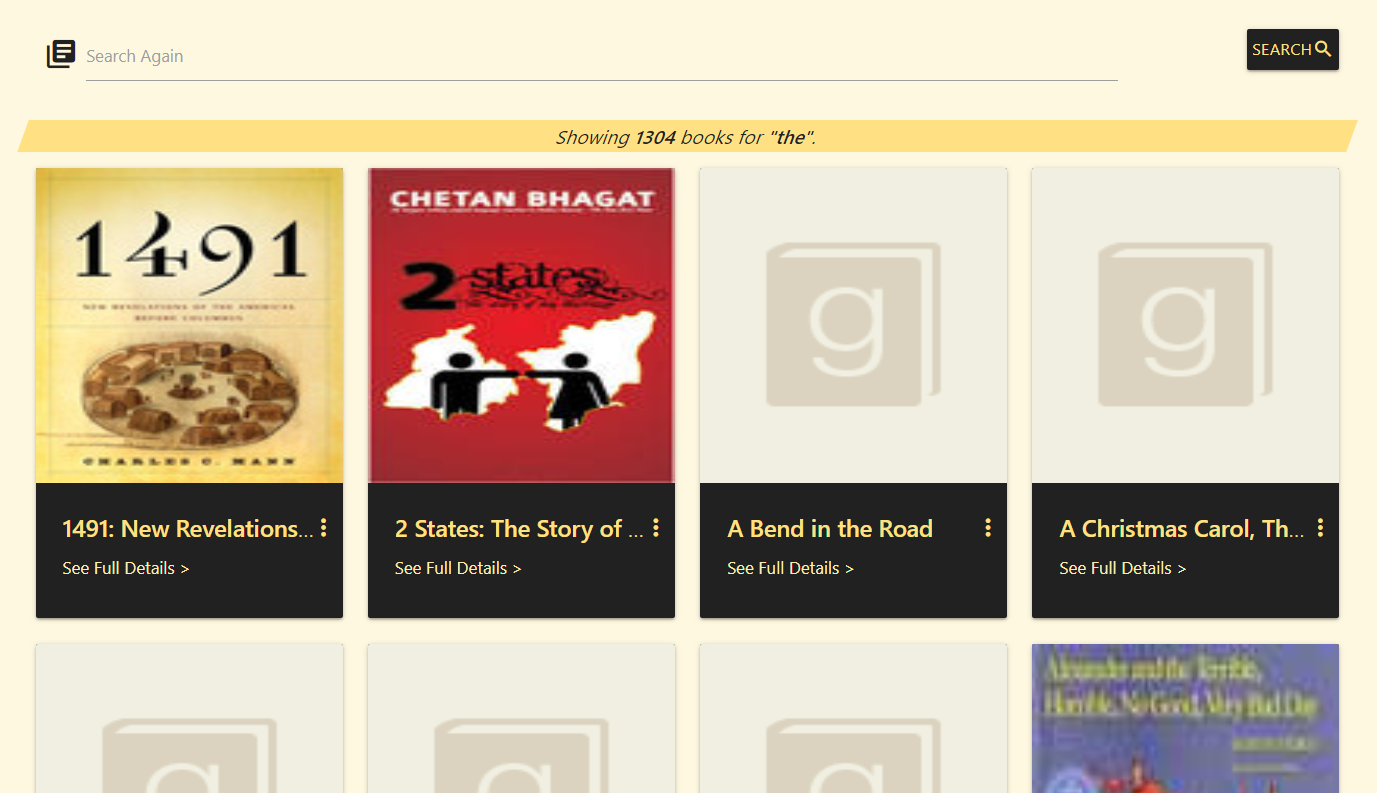 Search Again
SEARCH
Showing 1304 books for "the".
1491
NEW REVELATIONS OF THE AMERICAS
BEFORE COLUMBUS
CHARLES C. MANN
CHETAN BHAGAT
2 states
g
g
1491: New Revelations...
See Full Details >
2 States: The Story of ...
See Full Details >
A Bend in the Road
See Full Details >
A Christmas Carol, Th...
See Full Details >
g
g
g
Alexander and the Terrible,
Horrible, No Good, Very Bad Day